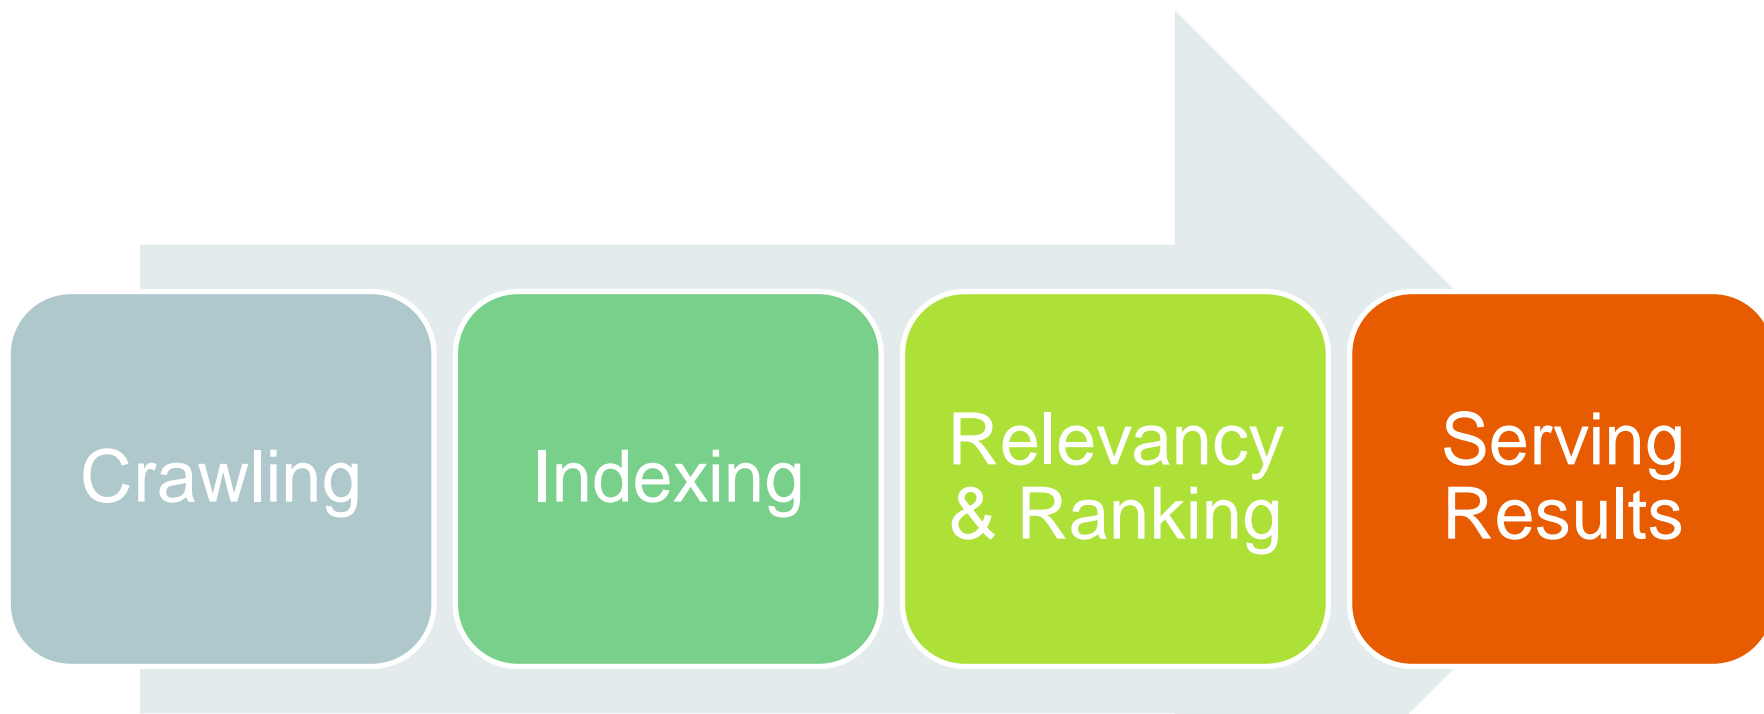 Crawling
Indexing
Relevancy
& Ranking
Serving
Results